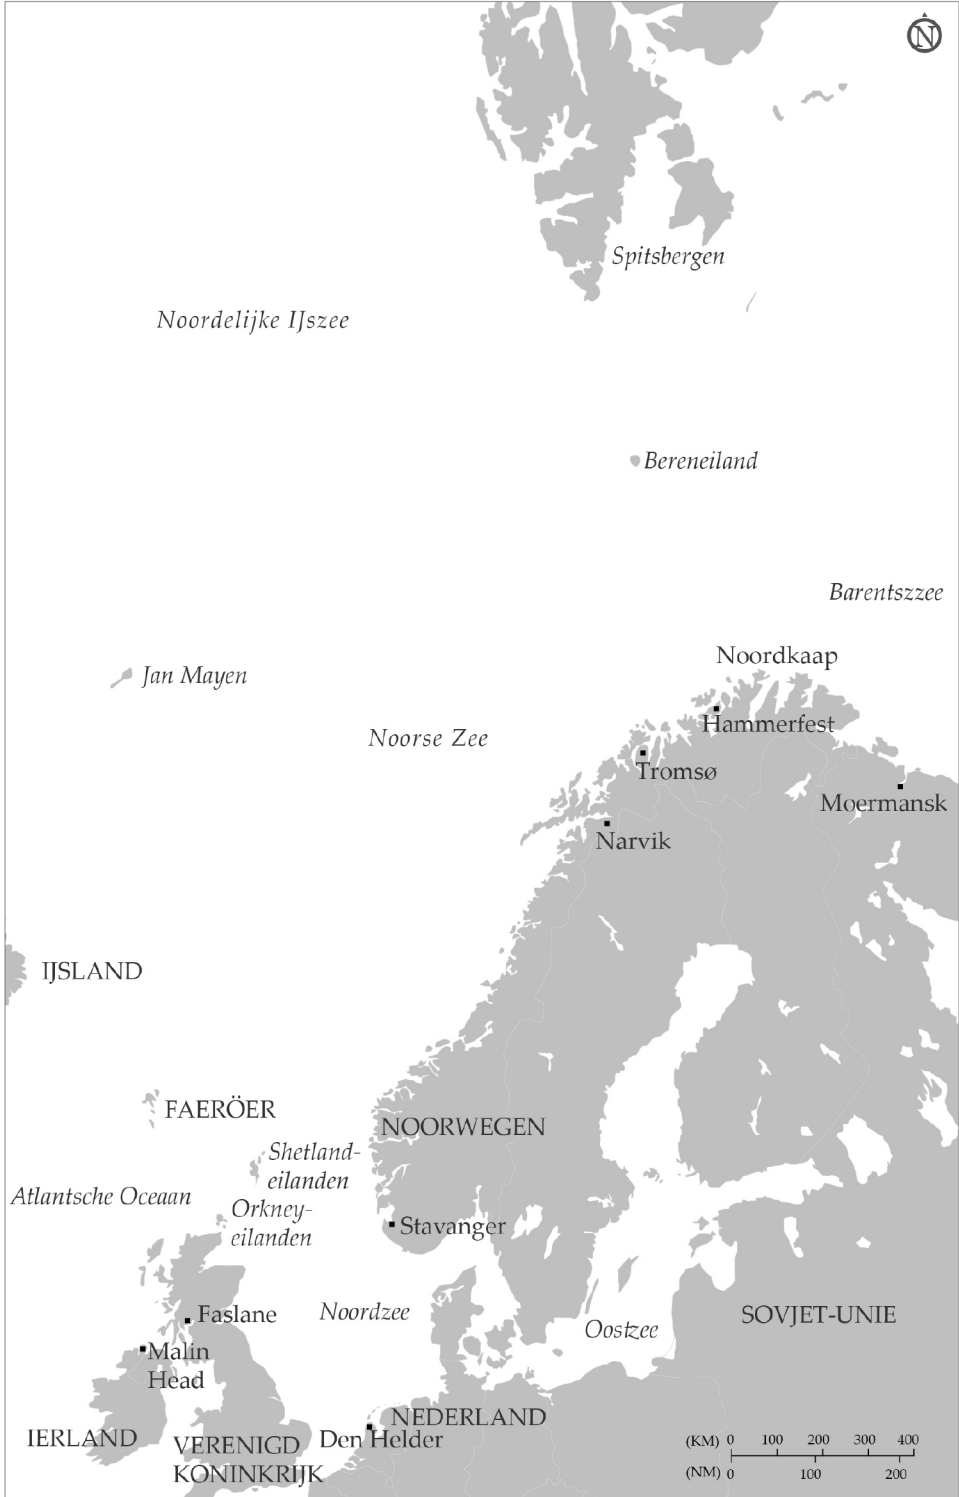 N
Spitsbergen
Noordelijke IJszee
Bereneiland
Barentszzee
Noordkaap
Jan Mayen
Hammerfest
Noorse Zee
Tromsø
Moermansk
Narvik
IJSLAND
FAERÖER
NOORWEGEN
Shetland-
eilanden
Atlantsche Oceaan
Orkney-
eilanden
Stavanger
Noordzee
Faslane
SOVJET-UNIE
Oostzee
Malin
Head
NEDERLAND
IERLAND
Den Helder
VERENIGD
KONINKRIJK
(KM) 0 100 200 300 400
(NM) 0 100 200